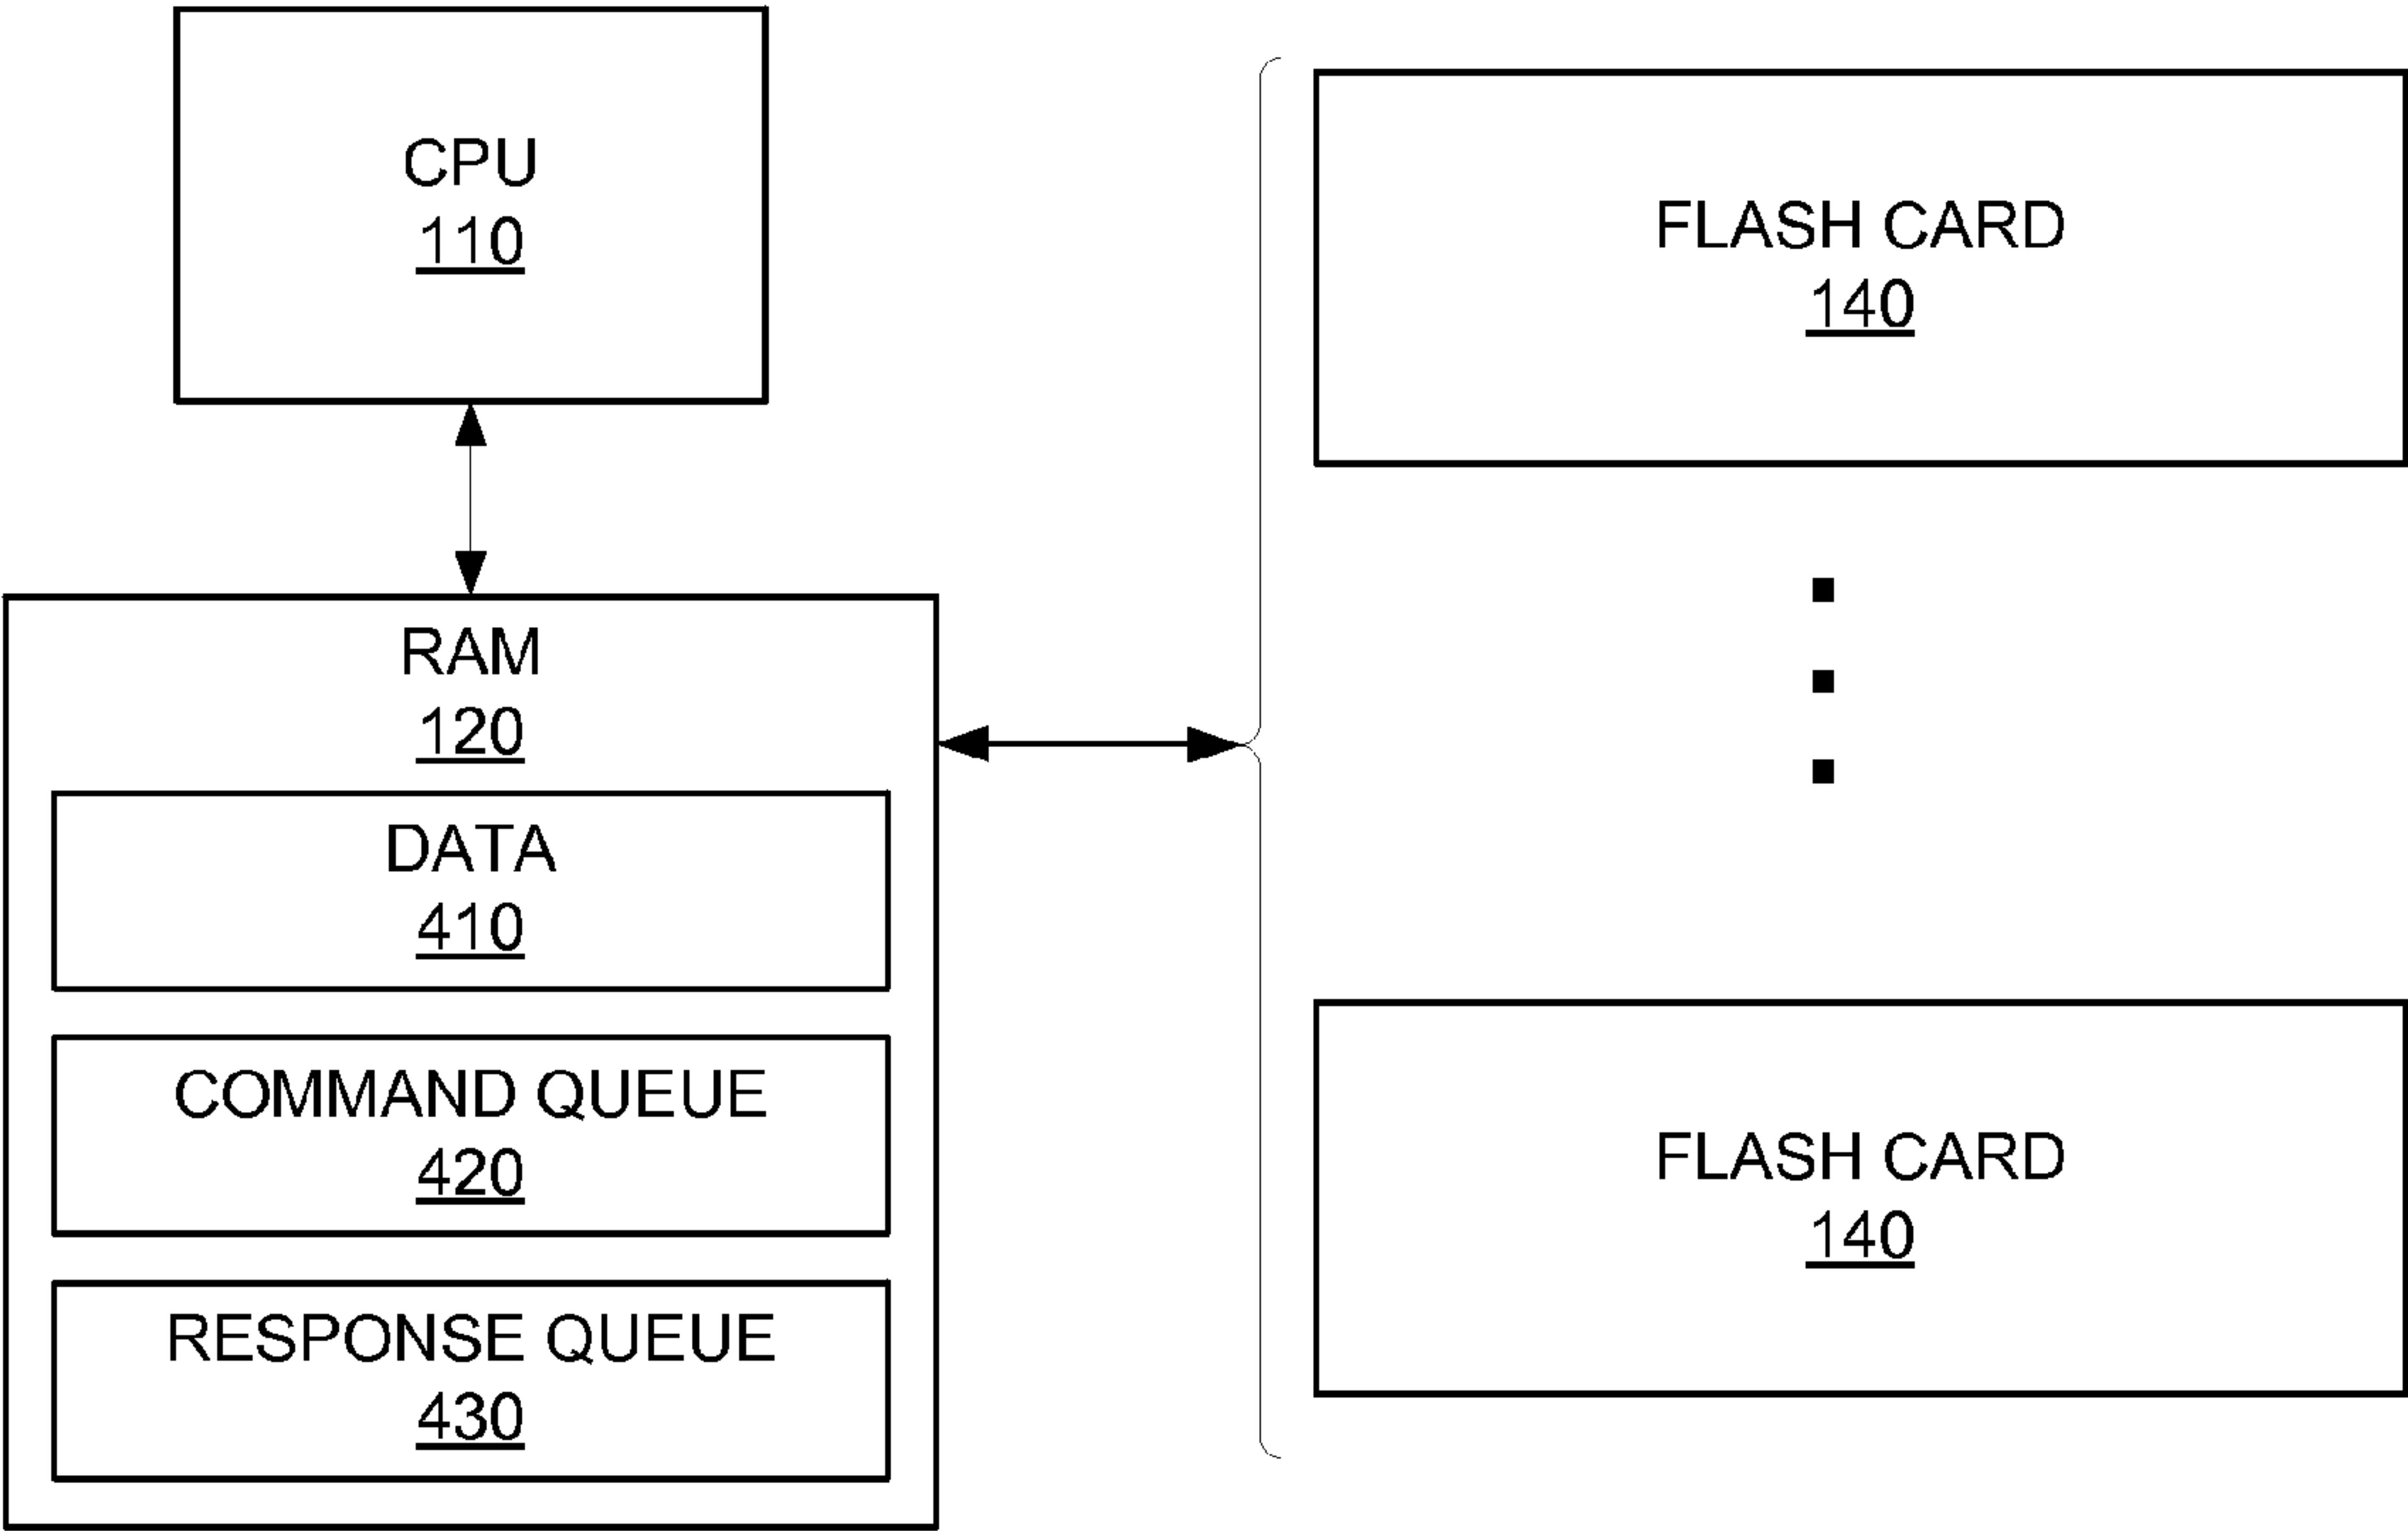 CPU
110
RAM
120
DATA
410
COMMAND QUEUE
420
RESPONSE QUEUE
430
FLASH CARD
140
FLASH CARD
140